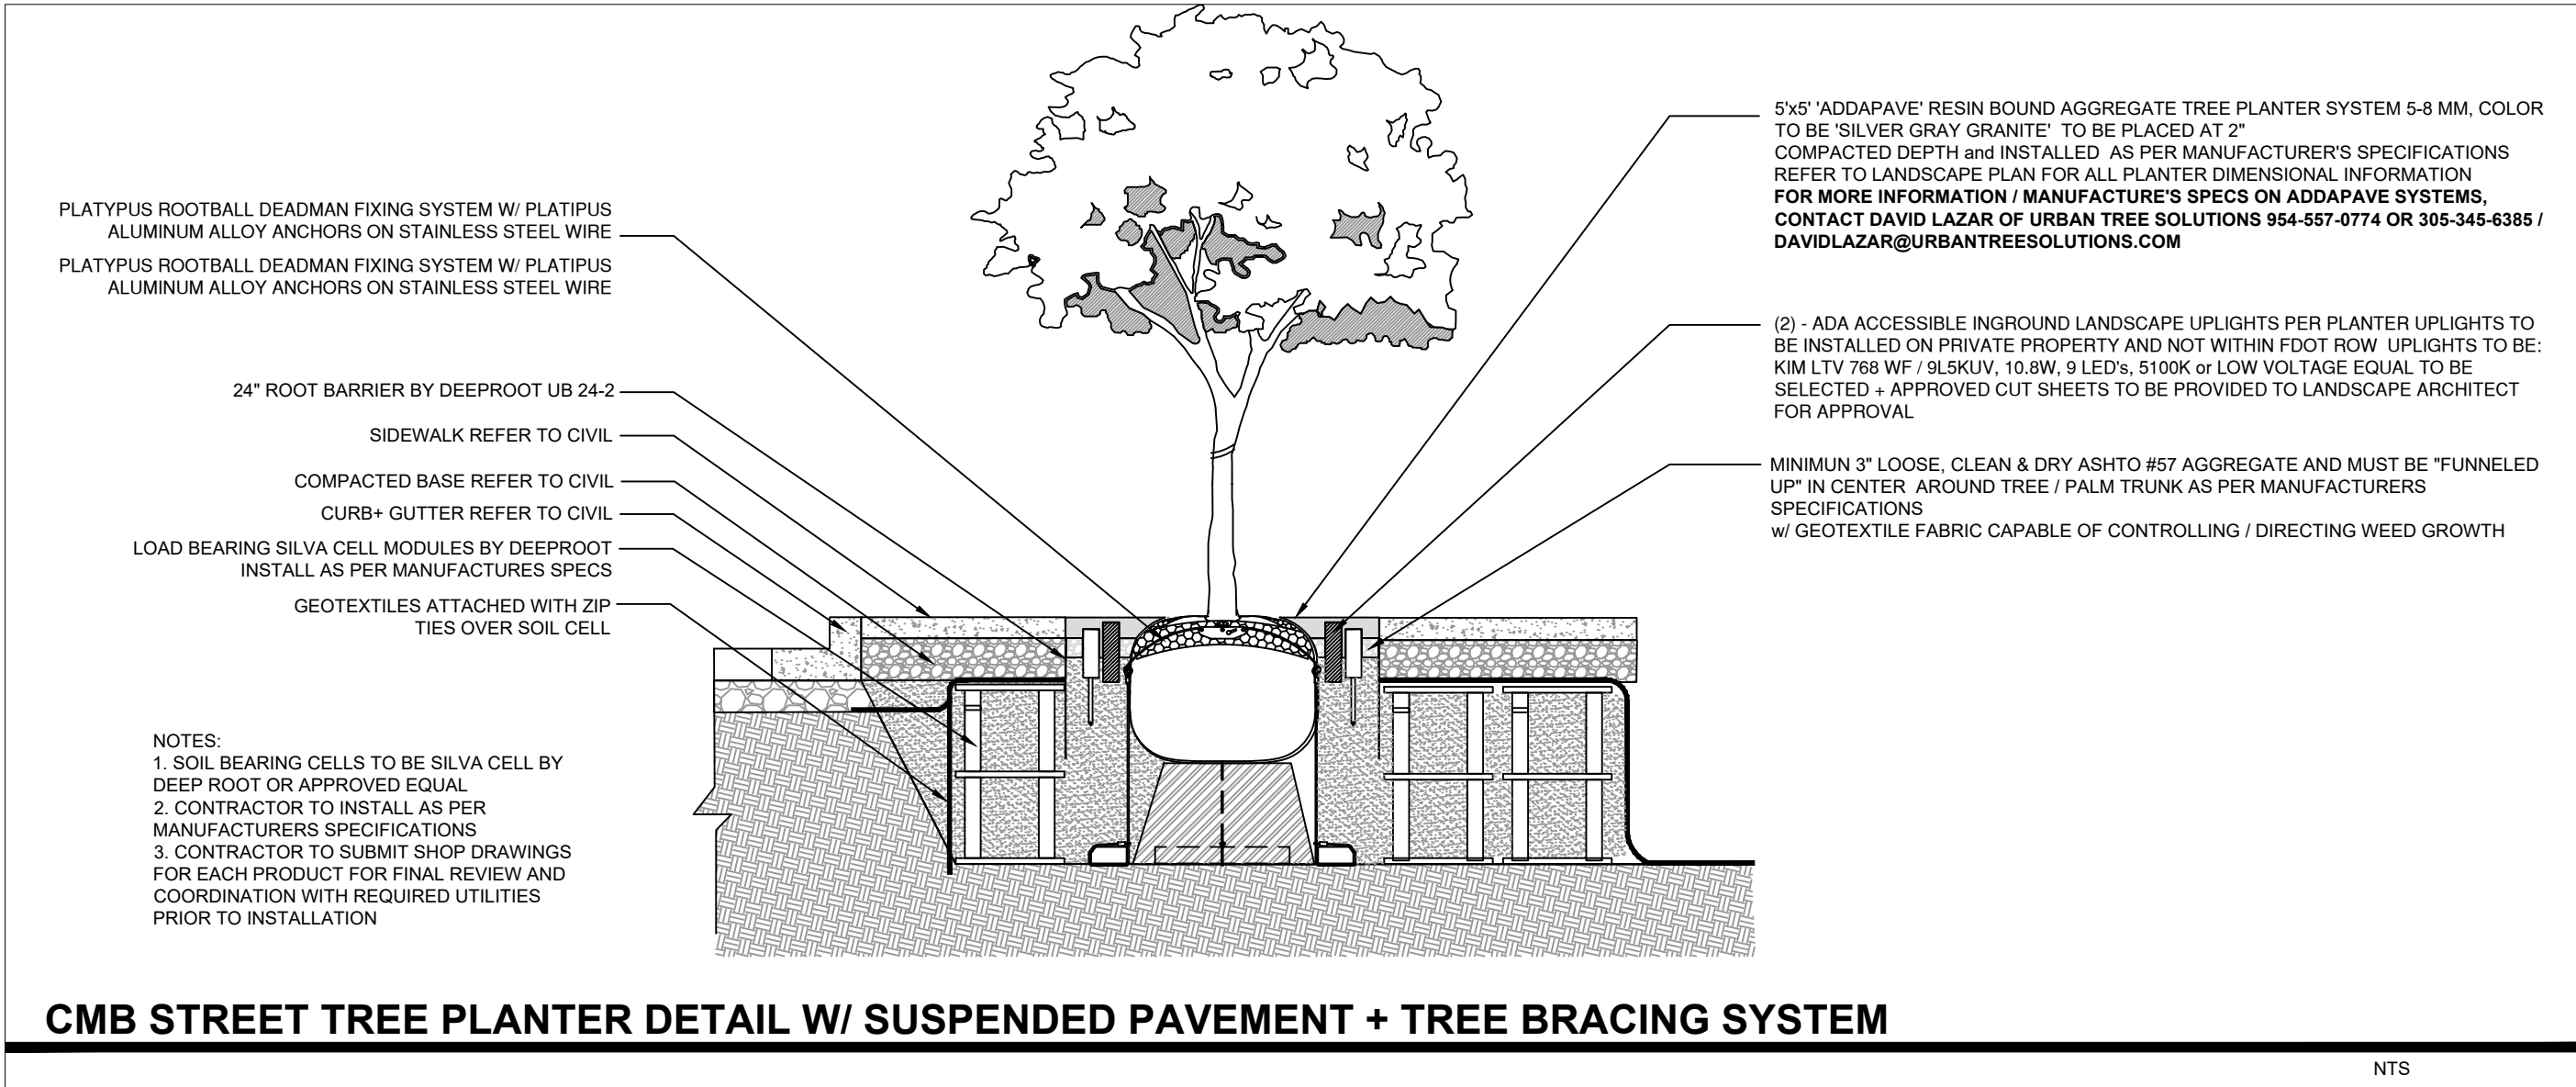 PLATYPUS ROOTBALL DEADMAN FIXING SYSTEM W/ PLATIPUS
ALUMINUM ALLOY ANCHORS ON STAINLESS STEEL WIRE
PLATYPUS ROOTBALL DEADMAN FIXING SYSTEM W/ PLATIPUS
ALUMINUM ALLOY ANCHORS ON STAINLESS STEEL WIRE
24" ROOT BARRIER BY DEEPROOT UB 24-2
SIDEWALK REFER TO CIVIL
COMPACTED BASE REFER TO CIVIL
CURB+ GUTTER REFER TO CIVIL
LOAD BEARING SILVA CELL MODULES BY DEEPROOT
INSTALL AS PER MANUFACTURES SPECS
GEOTEXTILES ATTACHED WITH ZIP
TIES OVER SOIL CELL
NOTES:
1. SOIL BEARING CELLS TO BE SILVA CELL BY
DEEP ROOT OR APPROVED EQUAL
2. CONTRACTOR TO INSTALL AS PER
MANUFACTURERS SPECIFICATIONS
3. CONTRACTOR TO SUBMIT SHOP DRAWINGS
FOR EACH PRODUCT FOR FINAL REVIEW AND
COORDINATION WITH REQUIRED UTILITIES
PRIOR TO INSTALLATION
5'x5' 'ADDAPAVE' RESIN BOUND AGGREGATE TREE PLANTER SYSTEM 5-8 MM, COLOR
TO BE 'SILVER GRAY GRANITE' TO BE PLACED AT 2"
COMPACTED DEPTH and INSTALLED AS PER MANUFACTURER'S SPECIFICATIONS
REFER TO LANDSCAPE PLAN FOR ALL PLANTER DIMENSIONAL INFORMATION
FOR MORE INFORMATION / MANUFACTURE'S SPECS ON ADDAPAVE SYSTEMS,
CONTACT DAVID LAZAR OF URBAN TREE SOLUTIONS 954-557-0774 OR 305-345-6385 /
DAVIDLAZAR@URBANTREESOLUTIONS.COM
(2) - ADA ACCESSIBLE INGROUND LANDSCAPE UPLIGHTS PER PLANTER UPLIGHTS TO
BE INSTALLED ON PRIVATE PROPERTY AND NOT WITHIN FDOT ROW UPLIGHTS TO BE:
KIM LTV 768 WF / 9L5KUV, 10.8W, 9 LED's, 5100K or LOW VOLTAGE EQUAL TO BE
SELECTED + APPROVED CUT SHEETS TO BE PROVIDED TO LANDSCAPE ARCHITECT
FOR APPROVAL
MINIMUN 3" LOOSE, CLEAN & DRY ASHTO #57 AGGREGATE AND MUST BE "FUNNELED
UP" IN CENTER AROUND TREE / PALM TRUNK AS PER MANUFACTURERS
SPECIFICATIONS
w/ GEOTEXTILE FABRIC CAPABLE OF CONTROLLING / DIRECTING WEED GROWTH
CMB STREET TREE PLANTER DETAIL W/ SUSPENDED PAVEMENT + TREE BRACING SYSTEM
NTS